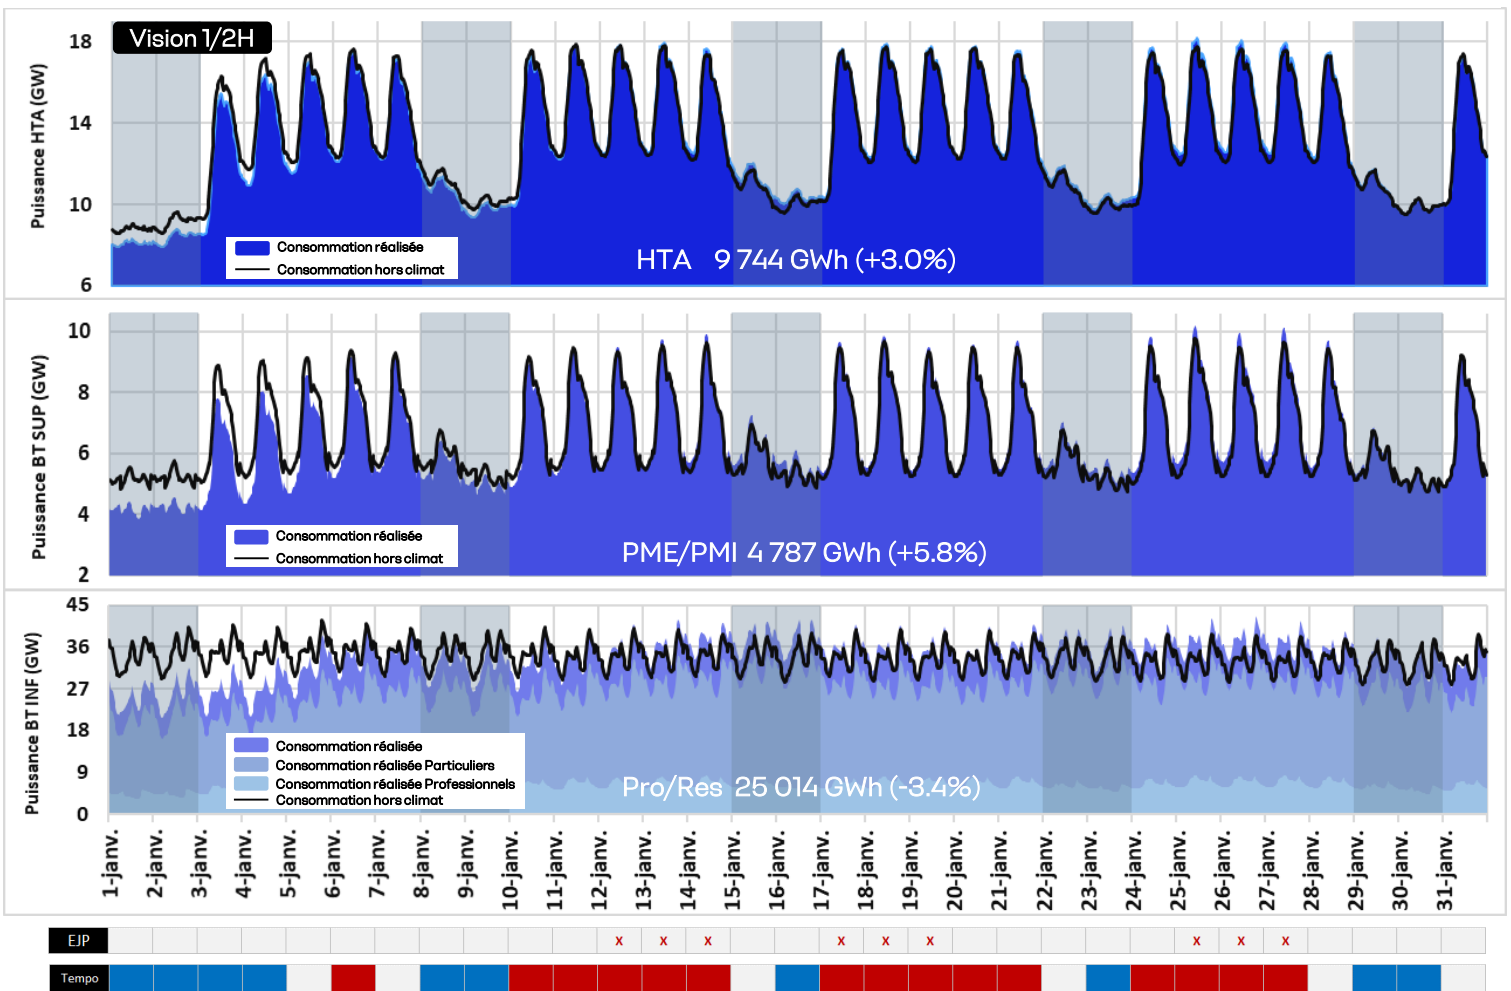 Vision 1/2H
Puissance HTA (GW)
18
14
10
6
Consommation réalisée
Consommation hors climat
HTA 9 744 GWh (+3.0%)
Puissance BT SUP (GW)
10
8
6
4
2
Consommation réalisée
Consommation hors climat
PME/PMI 4 787 GWh (+5.8%)
Puissance BT INF (GW)
45
36
27
18
9
0
Consommation réalisée
Consommation réalisée Particuliers
Consommation réalisée Professionnels
Consommation hors climat
Pro/Res 25 014 GWh (-3.4%)
1-janv.
2-janv.
3-janv.
4-janv.
5-janv.
6-janv.
7-janv.
8-janv.
9-janv.
10-janv.
11-janv.
12-janv.
13-janv.
14-janv.
15-janv.
16-janv.
17-janv.
18-janv.
19-janv.
20-janv.
21-janv.
22-janv.
23-janv.
24-janv.
25-janv.
26-janv.
27-janv.
28-janv.
29-janv.
30-janv.
31-janv.
EJP x x x x x x x x x
Tempo